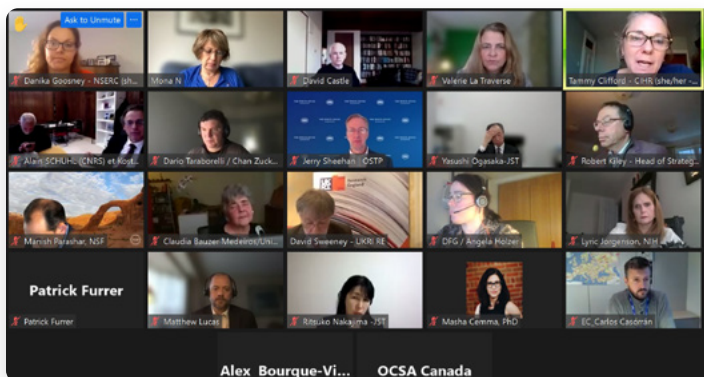 Ask to Unmute
Danika Goosney - NSERC (sh...
Mona N
David Castle
Valerie La Traverse
Tammy Clifford - CIHR (she/her -...
Alain SCHUHL (CNRS) et Kost...
Dario Taraborelli / Chan Zuck...
Jerry Sheehan - OSTP
Yasushi Ogasaka-JST
Robert Kiley - Head of Strateg...
Manish Parashar, NSF
Claudia Bauzer Medeiros/Uni...
David Sweeney - UKRI RE
DFG / Angela Holzer
Lyric Jorgenson, NIH
Patrick Furrer
Patrick Furrer
Matthew Lucas
Ritsuko Nakajima -JST
Masha Cemma, PhD
EC_Carlos Casorrán
Alex Bourque-Vi...
OCSA Canada